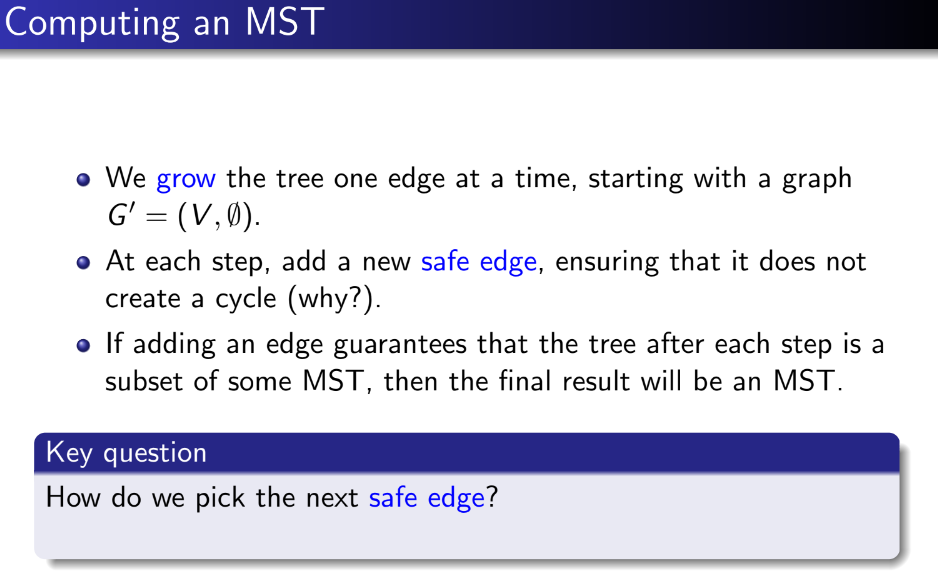 Computing an MST
We grow the tree one edge at a time, starting with a graph
G′ = (V, ∅).
At each step, add a new safe edge, ensuring that it does not
create a cycle (why?).
If adding an edge guarantees that the tree after each step is a
subset of some MST, then the final result will be an MST.
Key question
How do we pick the next safe edge?